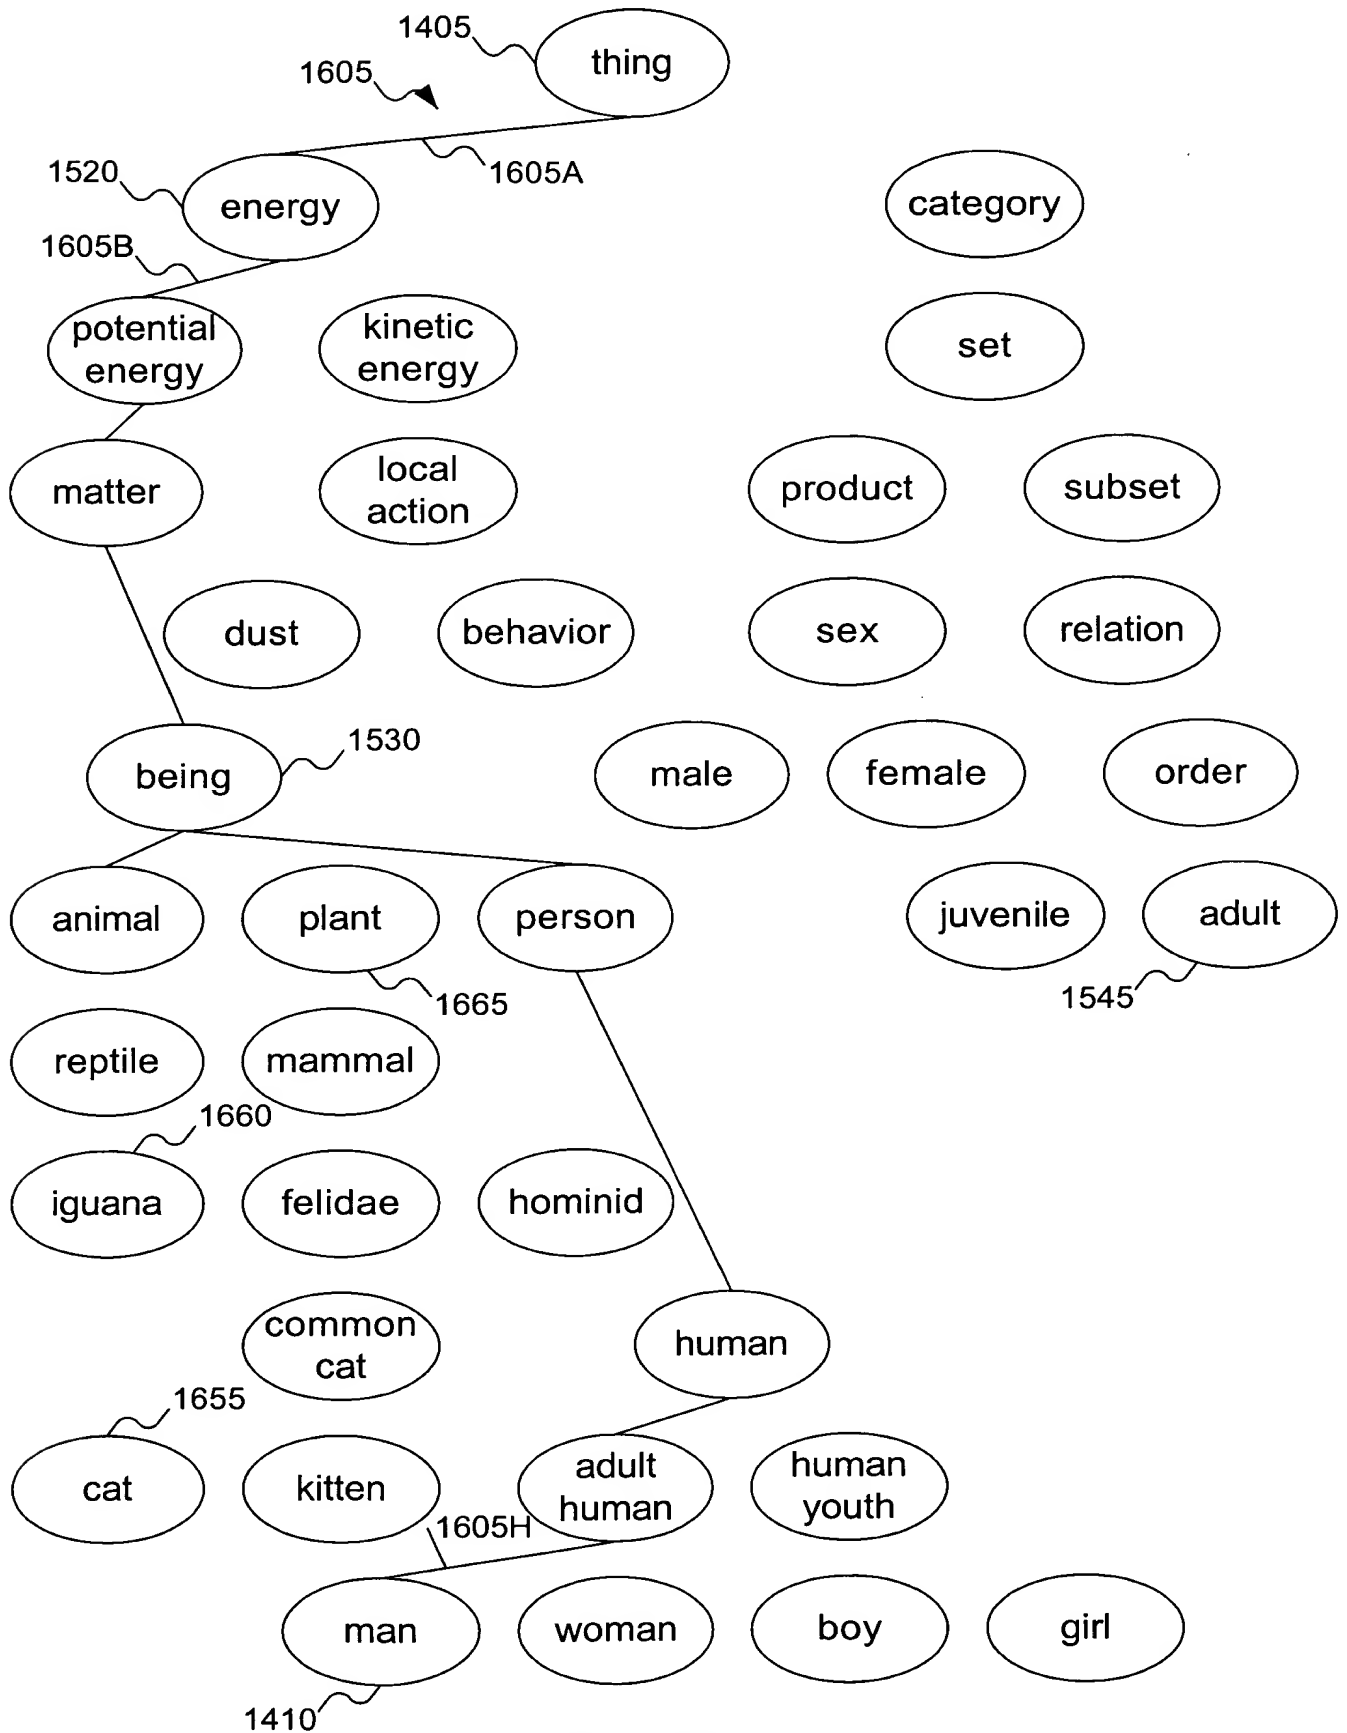 1405
thing
1605
1605A
1520
energy
category
1605B
potential
energy
kinetic
energy
set
matter
local
action
product
subset
dust
behavior
sex
relation
being
1530
male
female
order
animal
plant
person
juvenile
adult
1665
1545
reptile
mammal
1660
iguana
felidae
hominid
common
cat
human
1655
cat
kitten
adult
human
human
youth
1605H
man
woman
boy
girl
1410